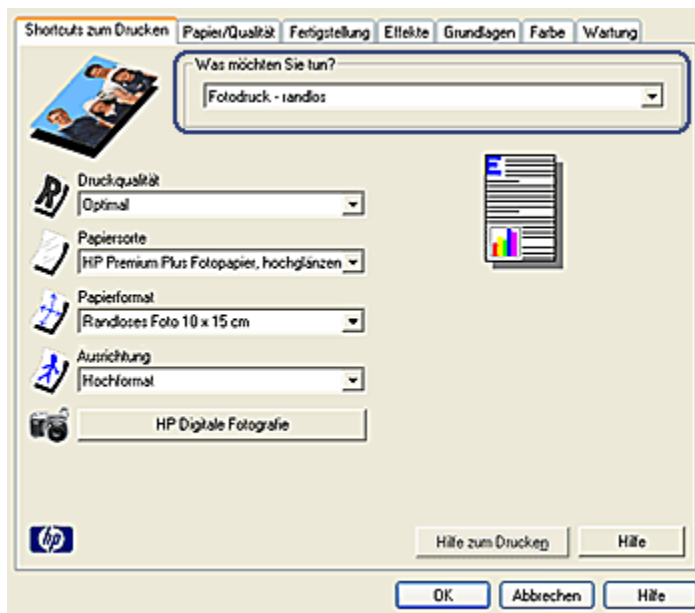 Shortcuts zum Drucken Papier/Qualität Fertigstellung Effekte Grundlagen Farbe Wartung
Was möchten Sie tun?
Fotodruck - randlos
Druckqualität
Optimal
Papiersorte
HP Premium Plus Fotopapier, hochglänzen
Papierformat
Randloses Foto 10 x 15 cm
Ausrichtung
Hochformat
HP Digitale Fotografie
hp
Hilfe zum Drucken Hilfe
OK Abbrechen Hilfe